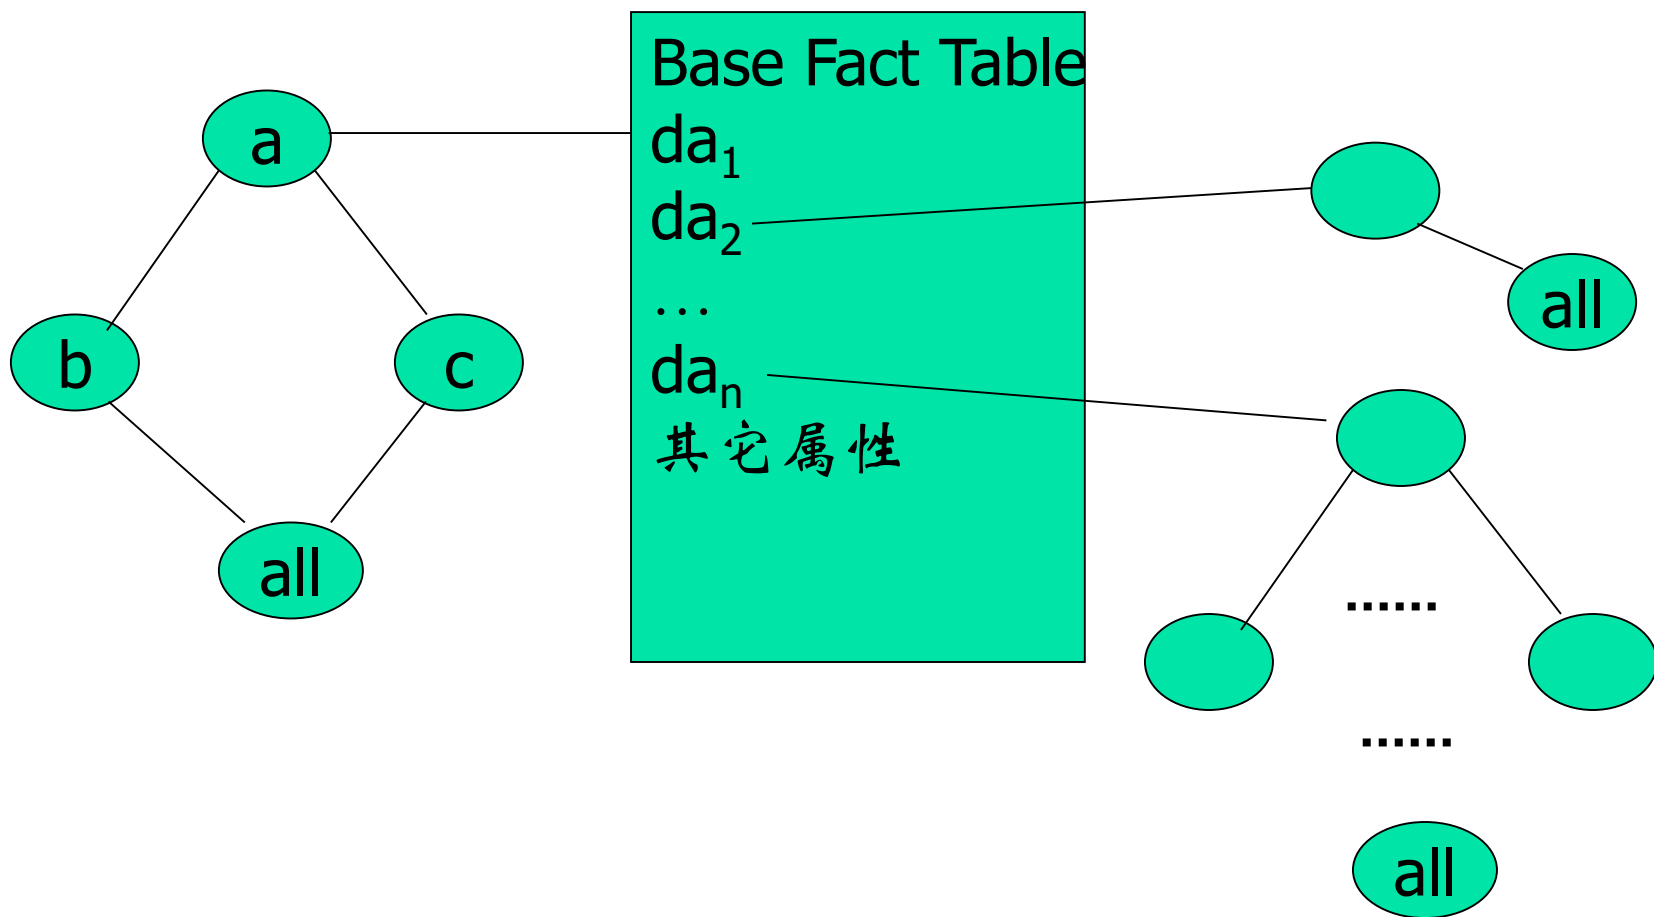 a
b
c
all
Base Fact Table
da₁
da₂
…
daₙ
其它属性
all
......
......
all